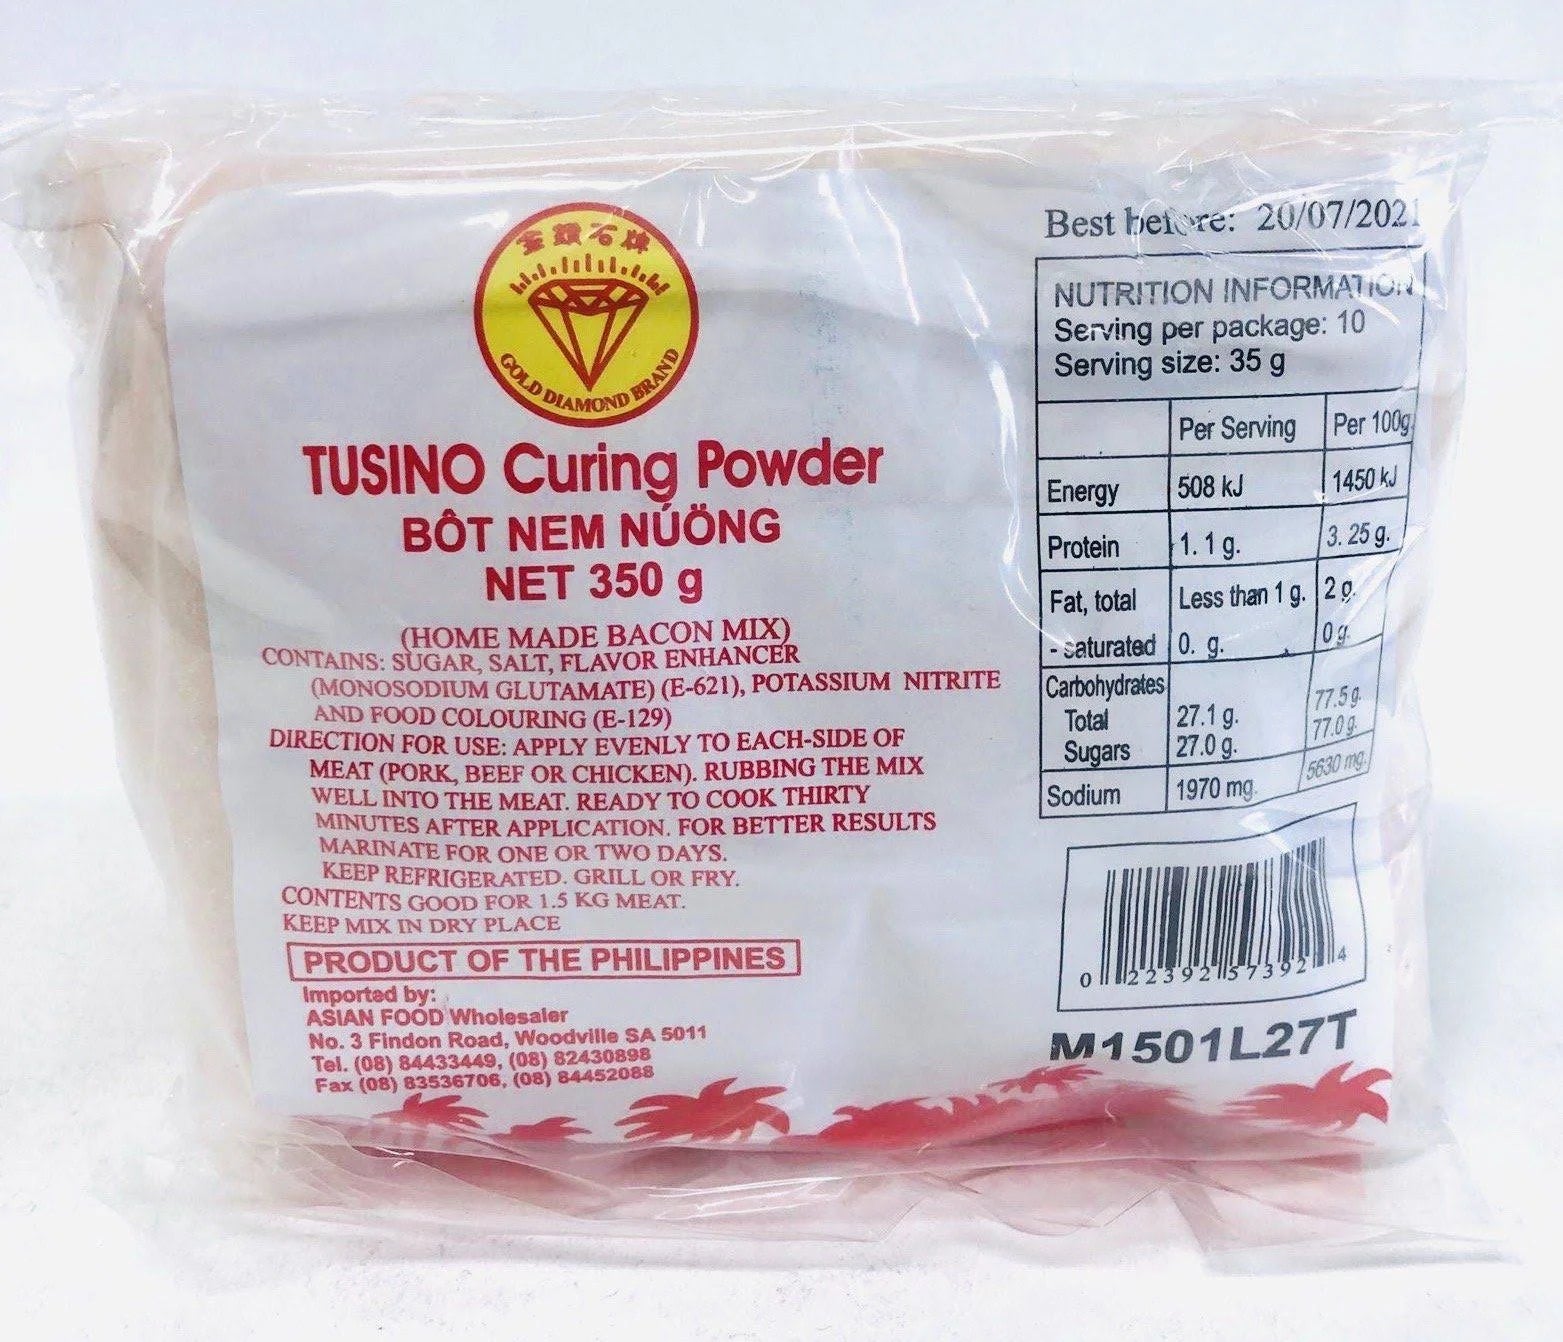 金鑽石牌
GOLD DIAMOND BRAND
TUSINO Curing Powder
BÔT NEM NÚÖNG
NET 350 g
(HOME MADE BACON MIX)
CONTAINS: SUGAR, SALT, FLAVOR ENHANCER
(MONOSODIUM GLUTAMATE) (E-621), POTASSIUM NITRITE
AND FOOD COLOURING (E-129)
DIRECTION FOR USE: APPLY EVENLY TO EACH-SIDE OF
MEAT (PORK, BEEF OR CHICKEN). RUBBING THE MIX
WELL INTO THE MEAT. READY TO COOK THIRTY
MINUTES AFTER APPLICATION. FOR BETTER RESULTS
MARINATE FOR ONE OR TWO DAYS.
KEEP REFRIGERATED. GRILL OR FRY.
CONTENTS GOOD FOR 1.5 KG MEAT.
KEEP MIX IN DRY PLACE
PRODUCT OF THE PHILIPPINES
Imported by:
ASIAN FOOD Wholesaler
No. 3 Findon Road, Woodville SA 5011
Tel. (08) 84433449, (08) 82430898
Fax (08) 83536706, (08) 84452088
Best before: 20/07/2021
NUTRITION INFORMATION
Serving per package: 10
Serving size: 35 g
Per Serving Per 100g
Energy 508 kJ 1450 kJ
Protein 1. 1 g. 3. 25 g.
Fat, total Less than 1 g. 2 g.
- saturated 0. g. 0 g.
Carbohydrates
Total 27.1 g. 77.5 g.
Sugars 27.0 g. 77.0 g.
Sodium 1970 mg. 5630 mg.
0 22392 57392 4
M1501L27T